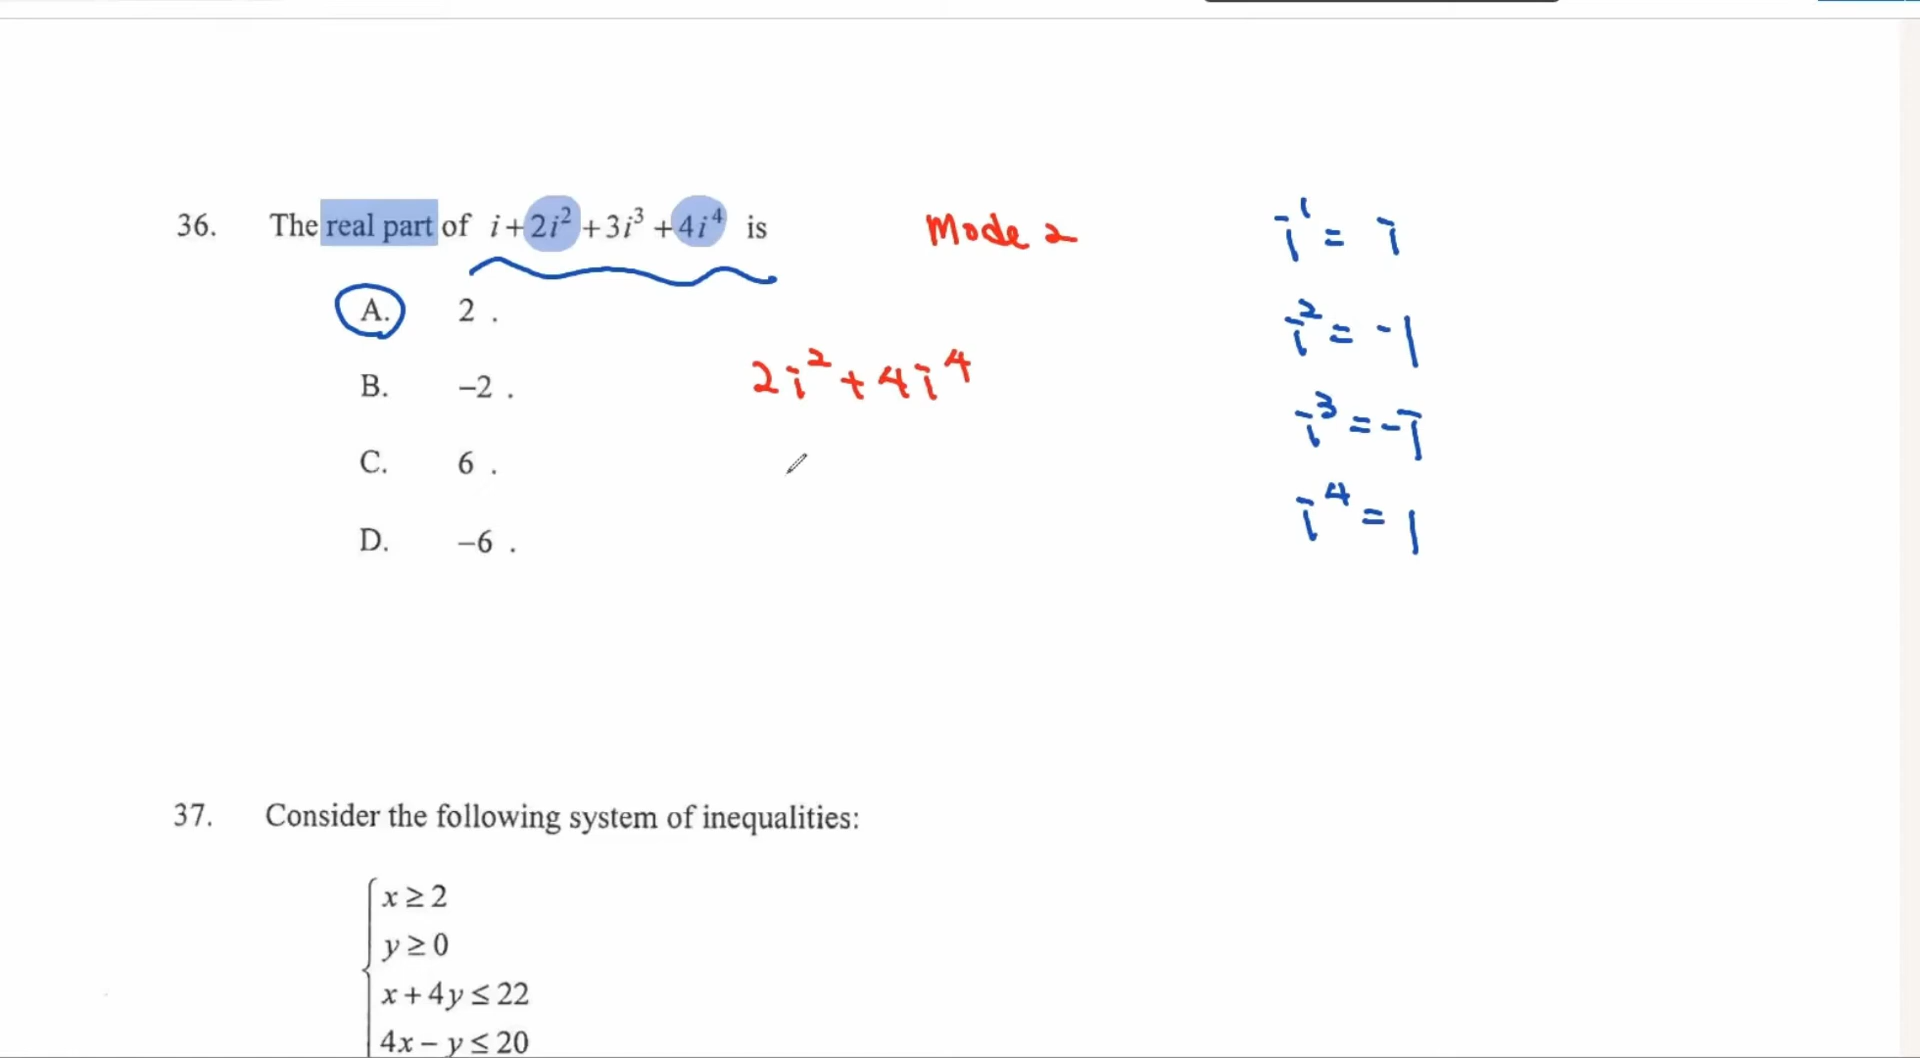 36. The real part of i + 2i² + 3i³ + 4i⁴ is
Mode 2
A. 2 .
B. −2 .
C. 6 .
D. −6 .
2i² + 4i⁴
i¹ = i
i² = -1
i³ = -i
i⁴ = 1
37. Consider the following system of inequalities:
x ≥ 2
y ≥ 0
x + 4y ≤ 22
4x − y ≤ 20